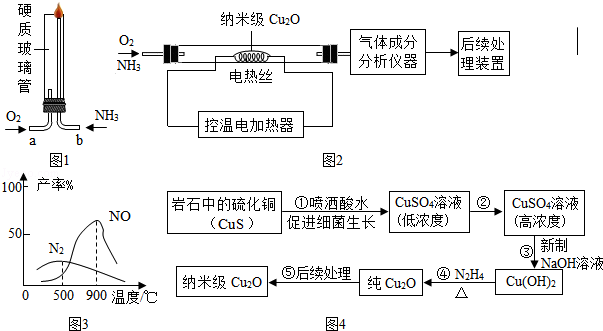 硬
质
玻
璃
管
O₂
NH₃
a
b
图1
纳米级 Cu₂O
O₂
NH₃
电热丝
控温电加热器
气体成分
分析仪器
后续处
理装置
图2
产率%
100
50
N₂
NO
0
500
900
温度/℃
图3
岩石中的硫化铜
（CuS）
①喷洒酸水
促进细菌生长
CuSO₄溶液
（低浓度）
②
CuSO₄溶液
（高浓度）
③
新制
NaOH溶液
Cu(OH)₂
④ N₂H₄
△
纯Cu₂O
⑤后续处理
纳米级 Cu₂O
图4